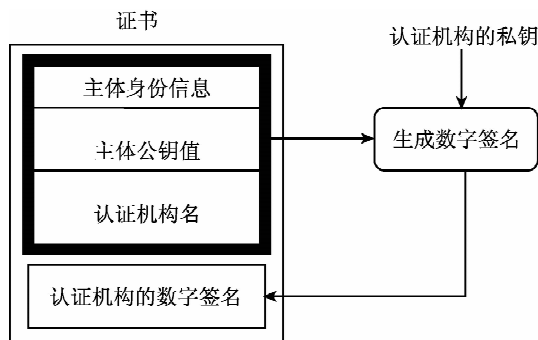 证书
认证机构的私钥
主体身份信息
主体公钥值
生成数字签名
认证机构名
认证机构的数字签名